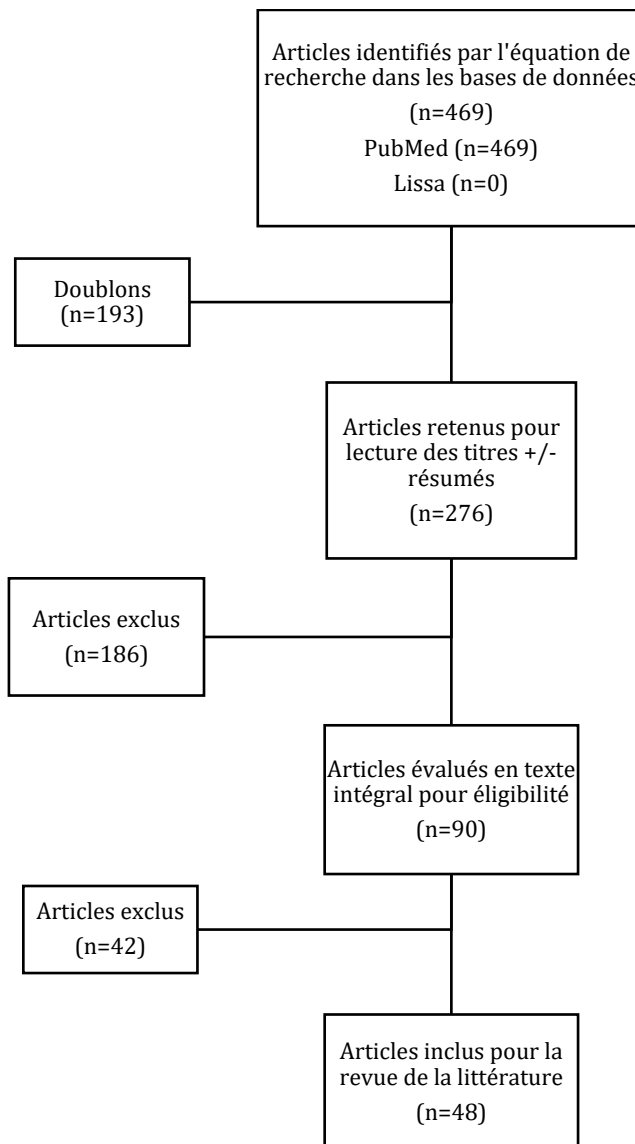 Articles identifiés par l'équation de
recherche dans les bases de données
(n=469)
PubMed (n=469)
Lissa (n=0)
Doublons
(n=193)
Articles retenus pour
lecture des titres +/-
résumés
(n=276)
Articles exclus
(n=186)
Articles évalués en texte
intégral pour éligibilité
(n=90)
Articles exclus
(n=42)
Articles inclus pour la
revue de la littérature
(n=48)